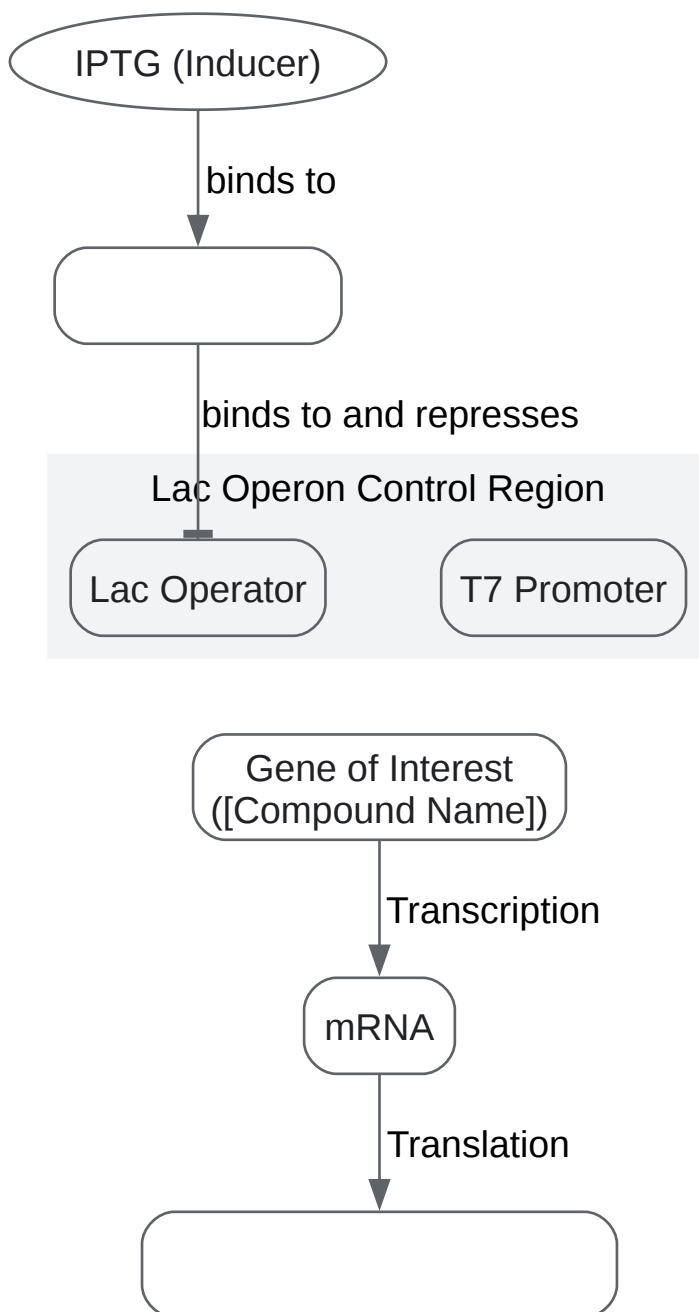 IPTG (Inducer)
binds to
binds to and represses
Lac Operon Control Region
Lac Operator
T7 Promoter
Gene of Interest
([Compound Name])
Transcription
mRNA
Translation